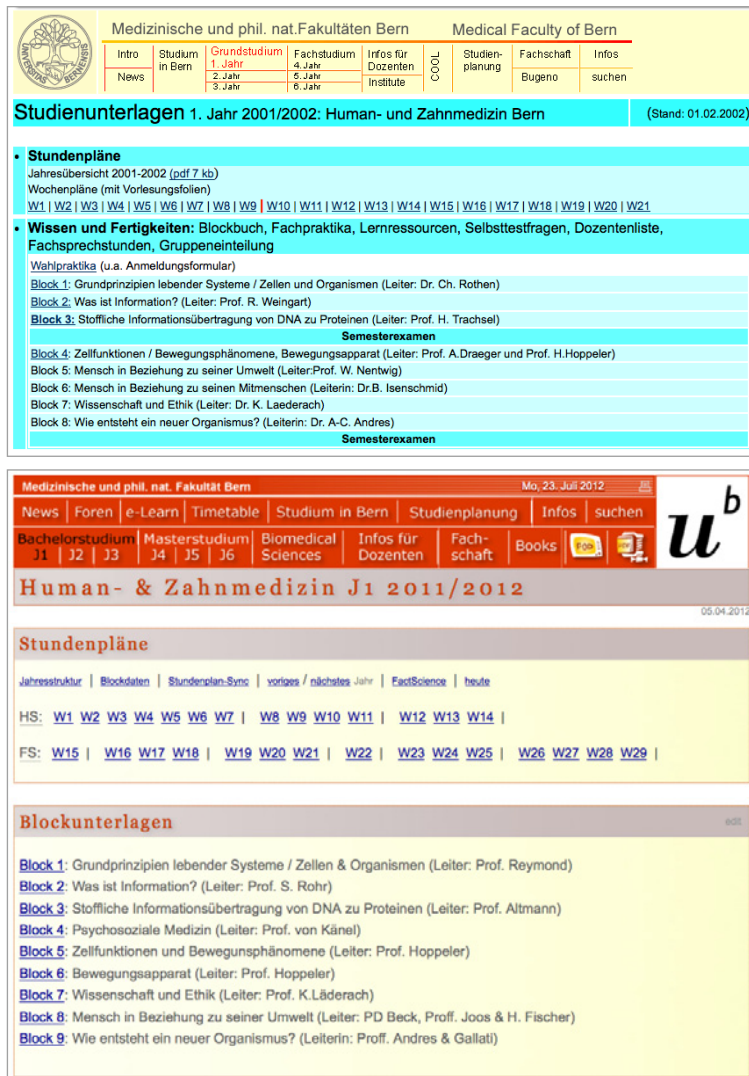 UNIVERSITAS BERNENSIS
Medizinische und phil. nat.Fakultäten Bern Medical Faculty of Bern
Intro
News
Studium in Bern
Grundstudium
1. Jahr
2. Jahr
3. Jahr
Fachstudium
4. Jahr
5. Jahr
6. Jahr
Infos für Dozenten
Institute
COOL
Studien-
planung
Fachschaft
Bugeno
Infos
suchen
Studienunterlagen 1. Jahr 2001/2002: Human- und Zahnmedizin Bern (Stand: 01.02.2002)
• Stundenpläne
Jahresübersicht 2001-2002 (pdf 7 kb)
Wochenpläne (mit Vorlesungsfolien)
W1 | W2 | W3 | W4 | W5 | W6 | W7 | W8 | W9 | W10 | W11 | W12 | W13 | W14 | W15 | W16 | W17 | W18 | W19 | W20 | W21
• Wissen und Fertigkeiten: Blockbuch, Fachpraktika, Lernressourcen, Selbsttestfragen, Dozentenliste,
Fachsprechstunden, Gruppeneinteilung
Wahlpraktika (u.a. Anmeldungsformular)
Block 1: Grundprinzipien lebender Systeme / Zellen und Organismen (Leiter: Dr. Ch. Rothen)
Block 2: Was ist Information? (Leiter: Prof. R. Weingart)
Block 3: Stoffliche Informationsübertragung von DNA zu Proteinen (Leiter: Prof. H. Trachsel)
Semesterexamen
Block 4: Zellfunktionen / Bewegungsphänomene, Bewegungsapparat (Leiter: Prof. A.Draeger und Prof. H.Hoppeler)
Block 5: Mensch in Beziehung zu seiner Umwelt (Leiter:Prof. W. Nentwig)
Block 6: Mensch in Beziehung zu seinen Mitmenschen (Leiterin: Dr.B. Isenschmid)
Block 7: Wissenschaft und Ethik (Leiter: Dr. K. Laederach)
Block 8: Wie entsteht ein neuer Organismus? (Leiterin: Dr. A-C. Andres)
Semesterexamen
Medizinische und phil. nat. Fakultät Bern Mo, 23. Juli 2012
News | Foren | e-Learn | Timetable | Studium in Bern | Studienplanung | Infos | suchen
Bachelorstudium
J1 | J2 | J3
Masterstudium
J4 | J5 | J6
Biomedical
Sciences
Infos für
Dozenten
Fach-
schaft
Books
POOL
u b
Human- & Zahnmedizin J1 2011/2012
05.04.2012
Stundenpläne
Jahresstruktur | Blockdaten | Stundenplan-Sync | voriges / nächstes Jahr | FactScience | heute
HS: W1 W2 W3 W4 W5 W6 W7 | W8 W9 W10 W11 | W12 W13 W14 |
FS: W15 | W16 W17 W18 | W19 W20 W21 | W22 | W23 W24 W25 | W26 W27 W28 W29 |
Blockunterlagen edit
Block 1: Grundprinzipien lebender Systeme / Zellen & Organismen (Leiter: Prof. Reymond)
Block 2: Was ist Information? (Leiter: Prof. S. Rohr)
Block 3: Stoffliche Informationsübertragung von DNA zu Proteinen (Leiter: Prof. Altmann)
Block 4: Psychosoziale Medizin (Leiter: Prof. von Känel)
Block 5: Zellfunktionen und Bewegunsphänomene (Leiter: Prof. Hoppeler)
Block 6: Bewegungsapparat (Leiter: Prof. Hoppeler)
Block 7: Wissenschaft und Ethik (Leiter: Prof. K.Läderach)
Block 8: Mensch in Beziehung zu seiner Umwelt (Leiter: PD Beck, Proff. Joos & H. Fischer)
Block 9: Wie entsteht ein neuer Organismus? (Leiterin: Proff. Andres & Gallati)